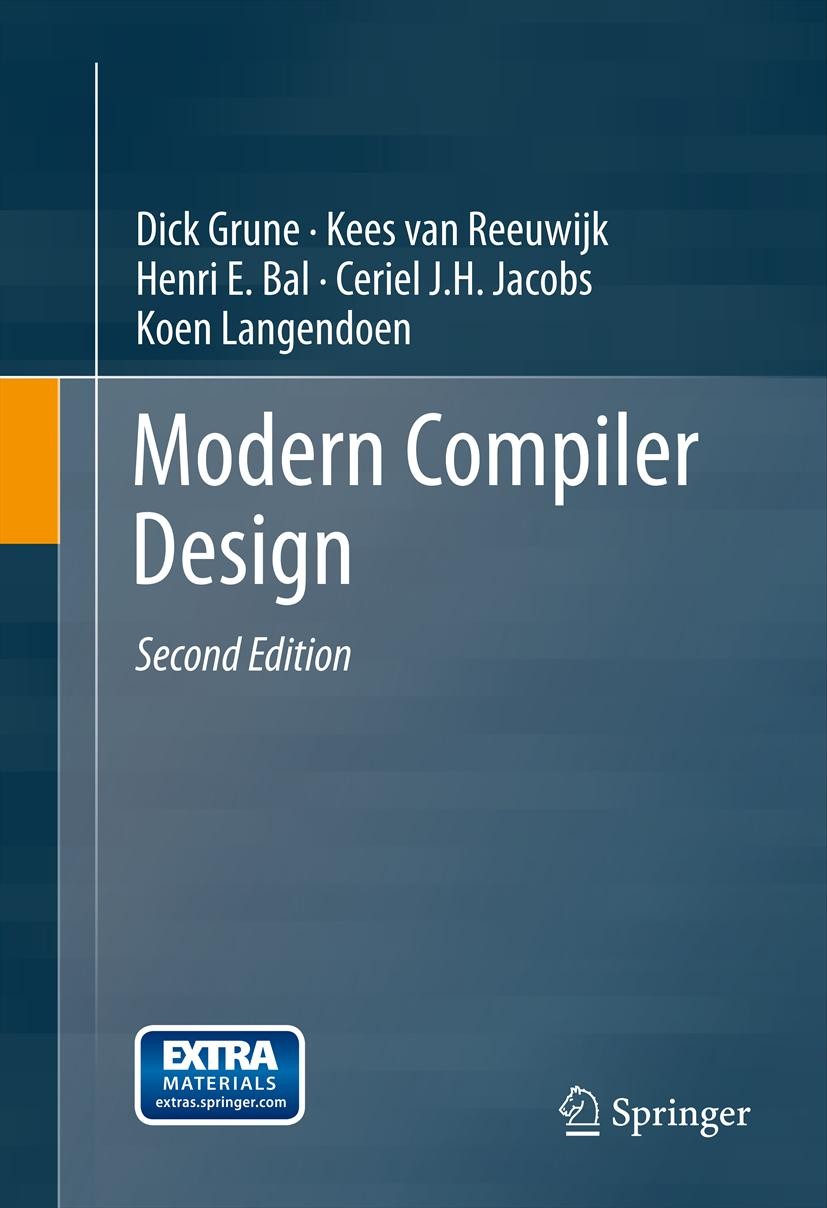 Dick Grune · Kees van Reeuwijk
Henri E. Bal · Ceriel J.H. Jacobs
Koen Langendoen
Modern Compiler
Design
Second Edition
EXTRA
MATERIALS
extras.springer.com
Springer